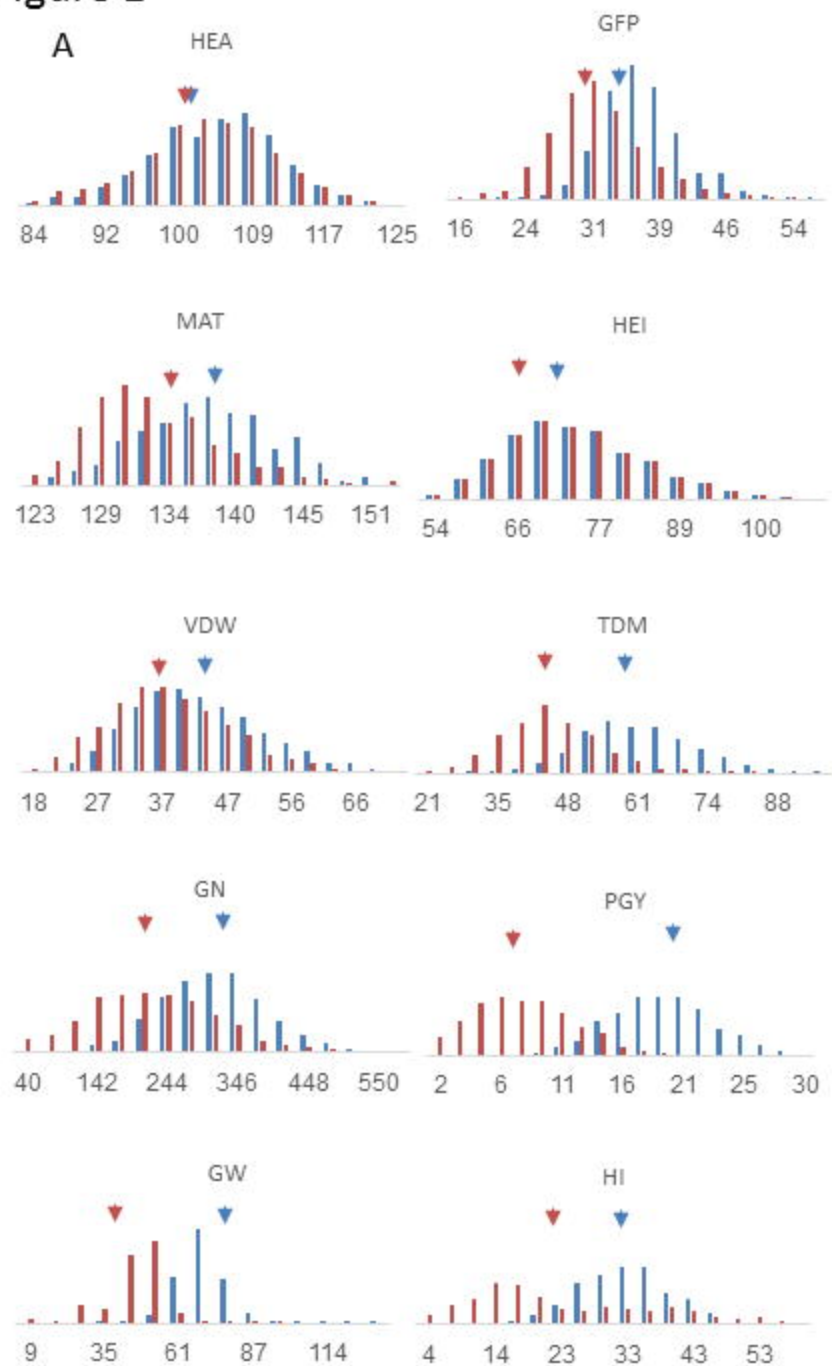 A
HEA
GFP
84 92 100 109 117 125
16 24 31 39 46 54
MAT
HEI
123 129 134 140 145 151
54 66 77 89 100
VDW
TDM
18 27 37 47 56 66
21 35 48 61 74 88
GN
PGY
40 142 244 346 448 550
2 6 11 16 21 25 30
GW
HI
9 35 61 87 114
4 14 23 33 43 53